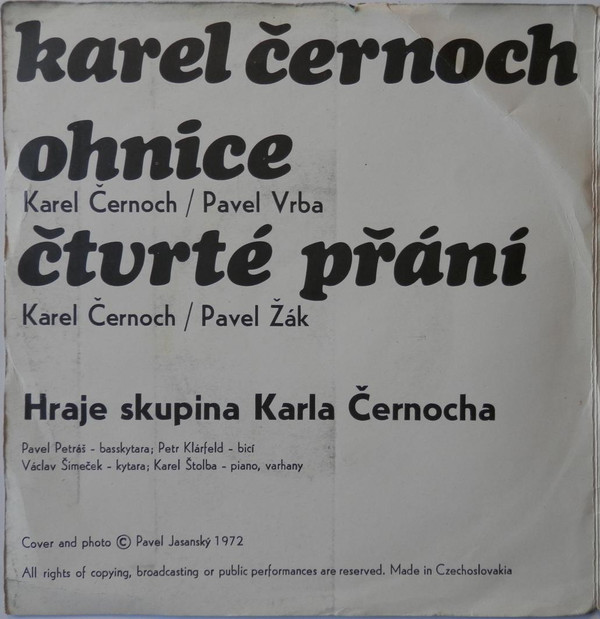 karel černoch
ohnice
Karel Černoch / Pavel Vrba
čtvrté přání
Karel Černoch / Pavel Žák
Hraje skupina Karla Černocha
Pavel Petráš - basskytara; Petr Klárfeld - bicí
Václav Šimeček - kytara; Karel Štolba - piano, varhany
Cover and photo © Pavel Jasanský 1972
All rights of copying, broadcasting or public performances are reserved. Made in Czechoslovakia